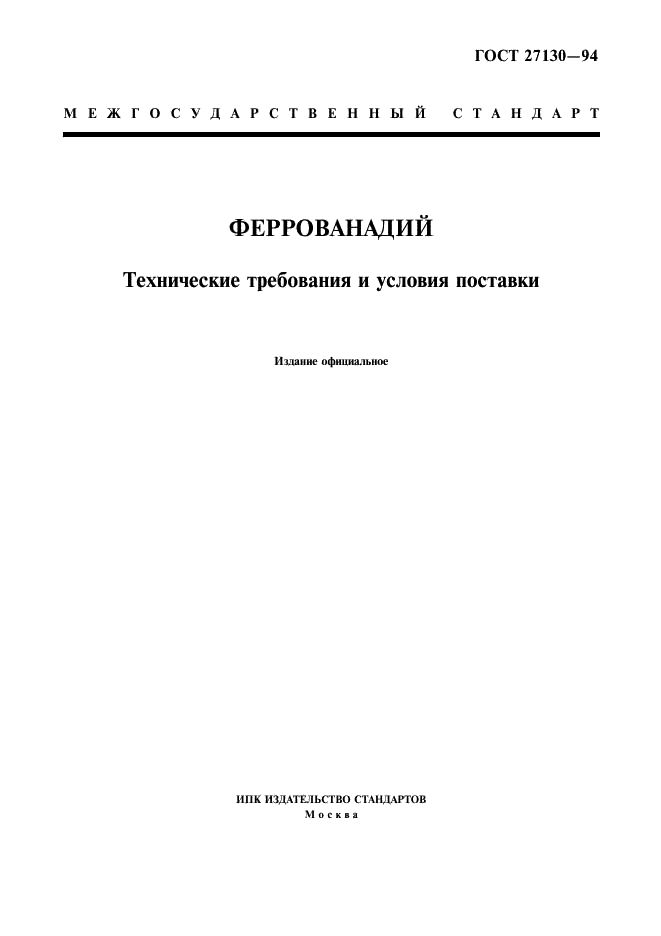 ГОСТ 27130—94
МЕЖГОСУДАРСТВЕННЫЙ СТАНДАРТ
ФЕРРОВАНАДИЙ
Технические требования и условия поставки
Издание официальное
ИПК ИЗДАТЕЛЬСТВО СТАНДАРТОВ
Москва